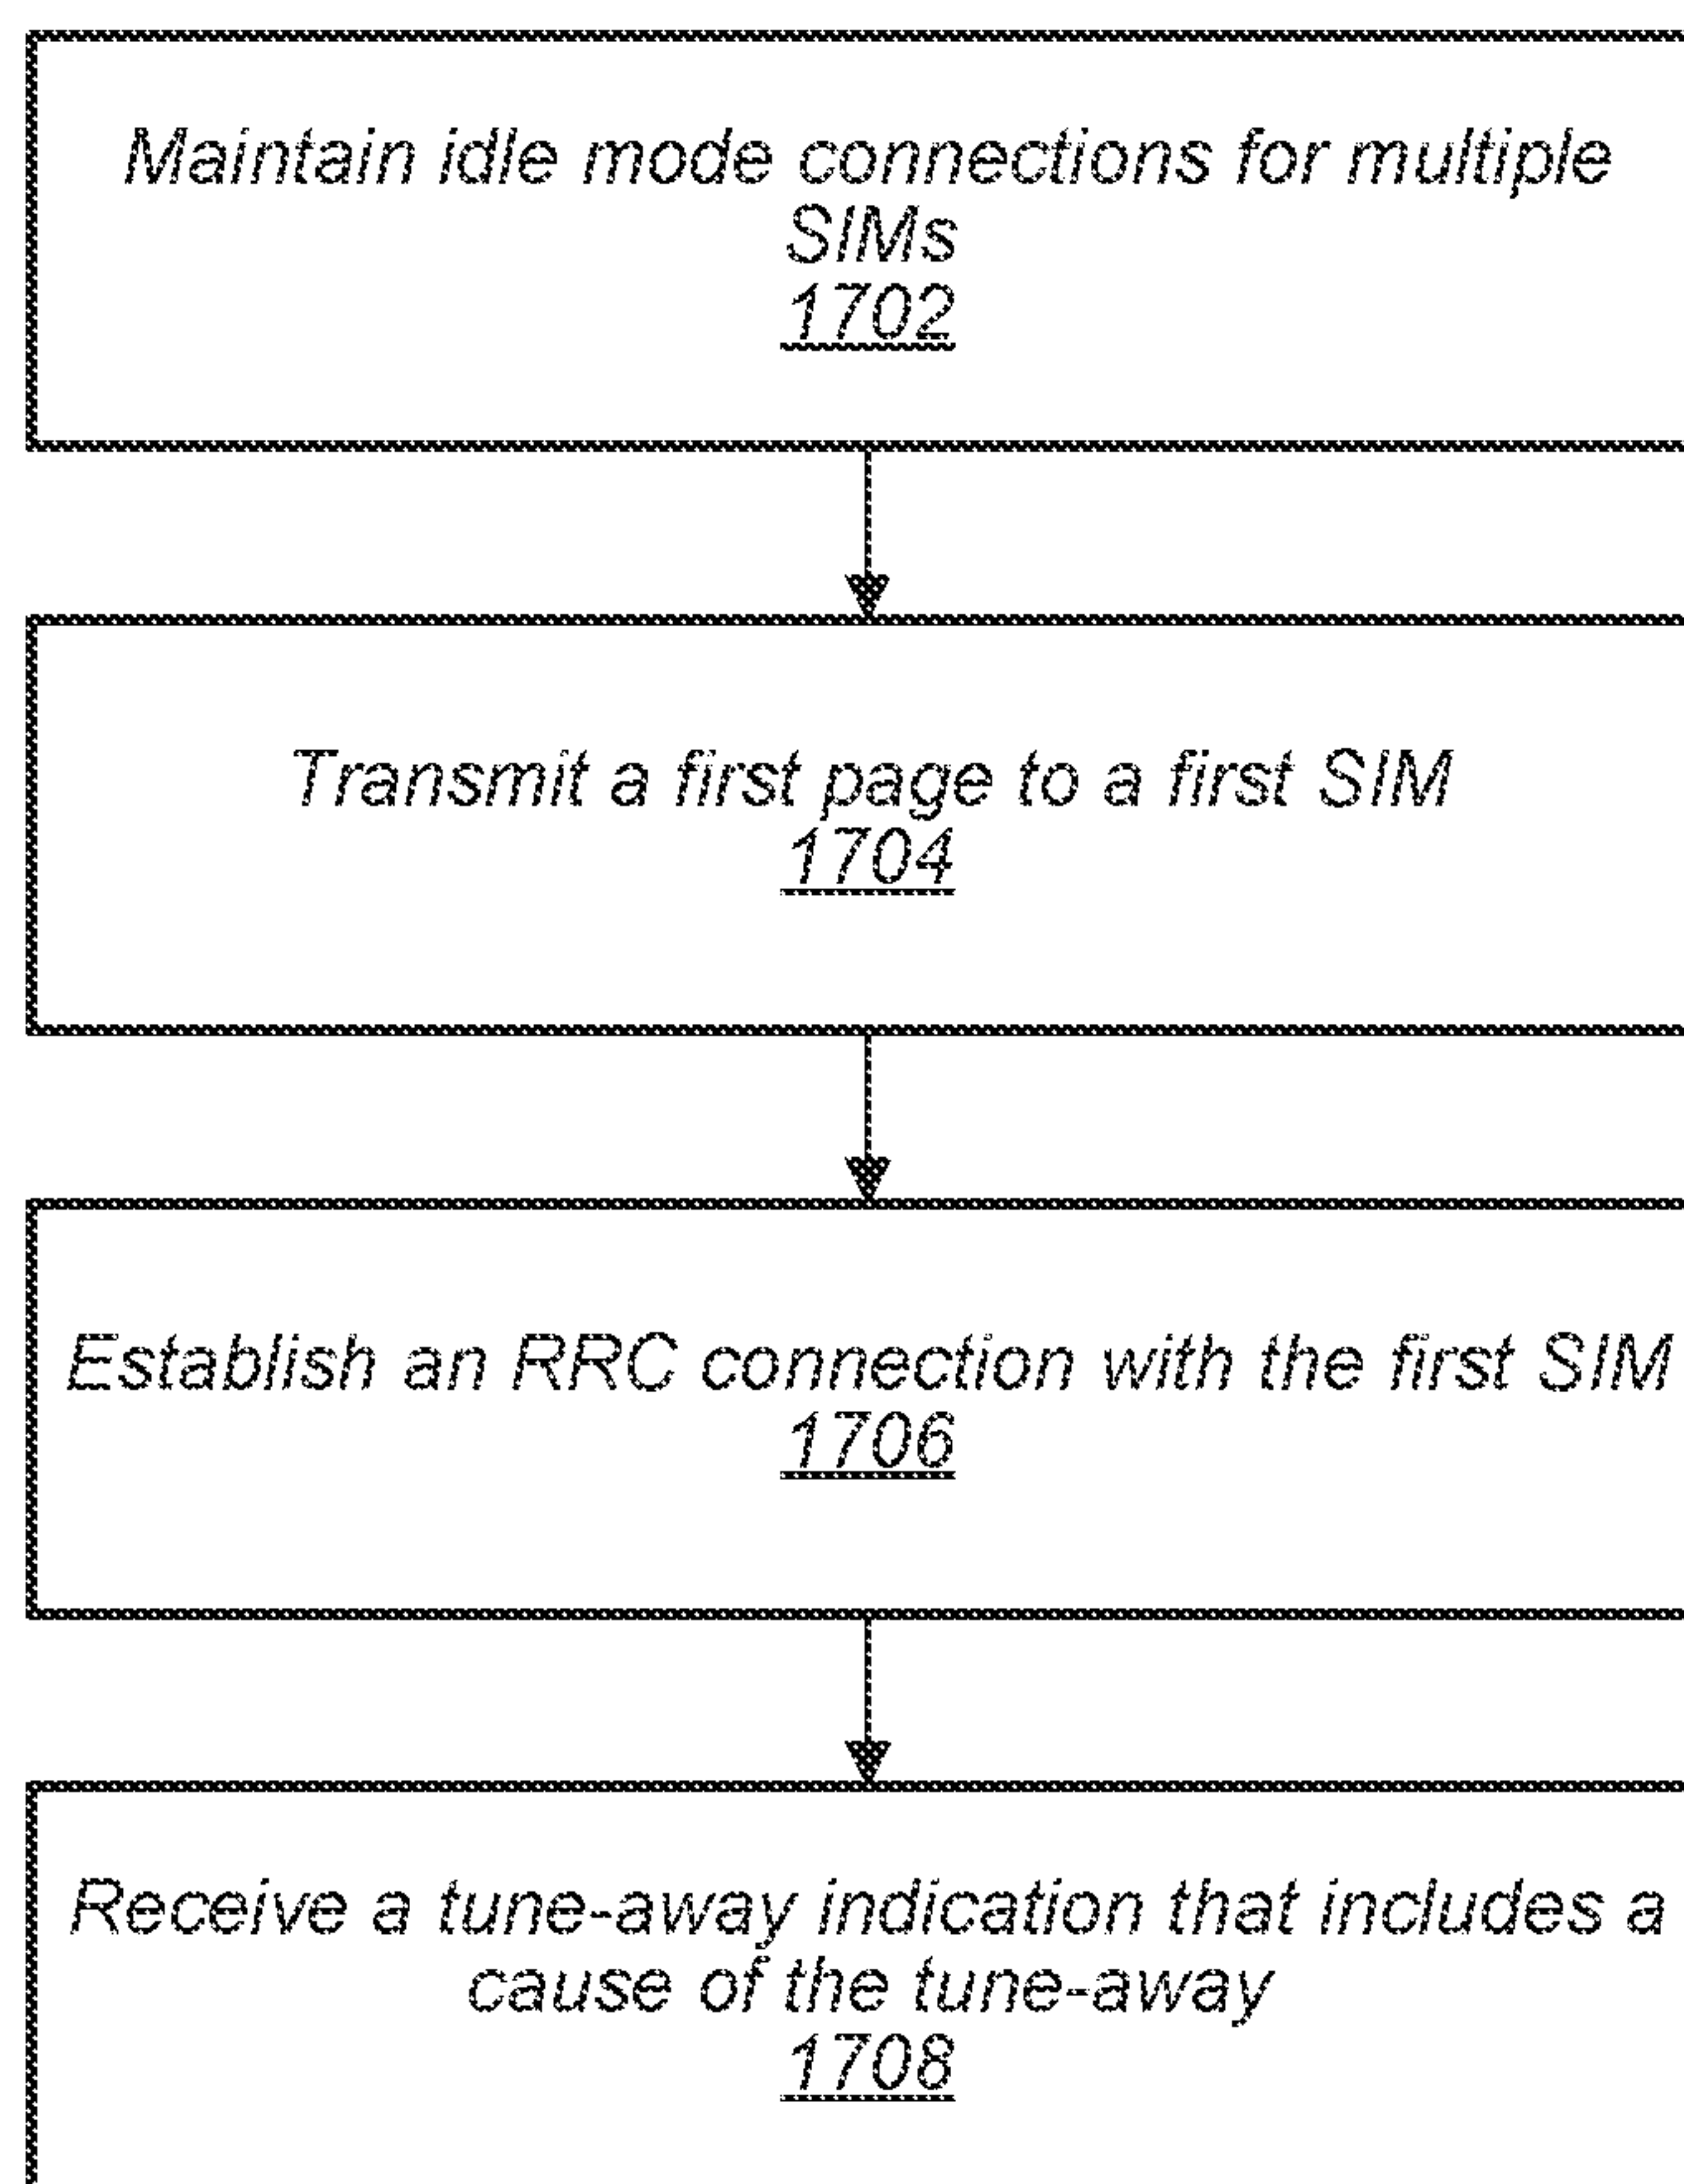 Maintain idle mode connections for multiple
SIMs
1702
Transmit a first page to a first SIM
1704
Establish an RRC connection with the first SIM
1706
Receive a tune-away indication that includes a
cause of the tune-away
1708